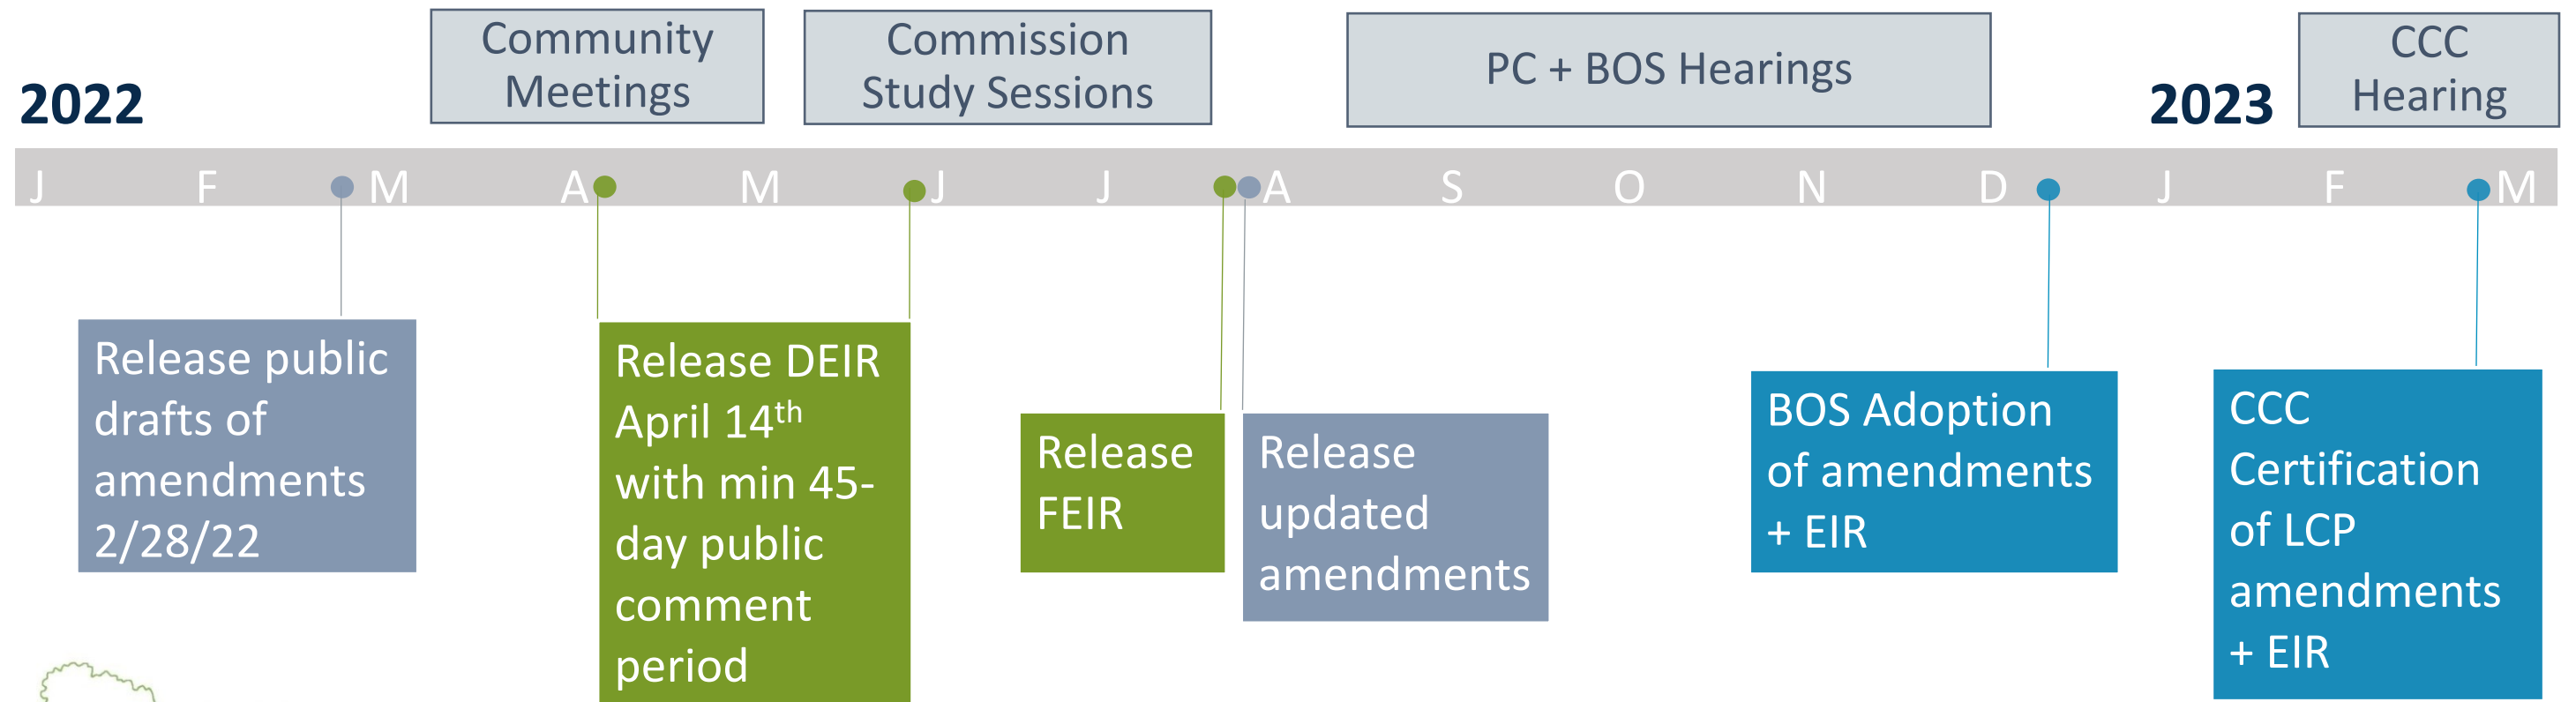 Community
Meetings
Commission
Study Sessions
PC + BOS Hearings
CCC
Hearing
2022
2023
J F M A M J J A S O N D J F M
Release public
drafts of
amendments
2/28/22
Release DEIR
April 14th
with min 45-
day public
comment
period
Release
FEIR
Release
updated
amendments
BOS Adoption
of amendments
+ EIR
CCC
Certification
of LCP
amendments
+ EIR